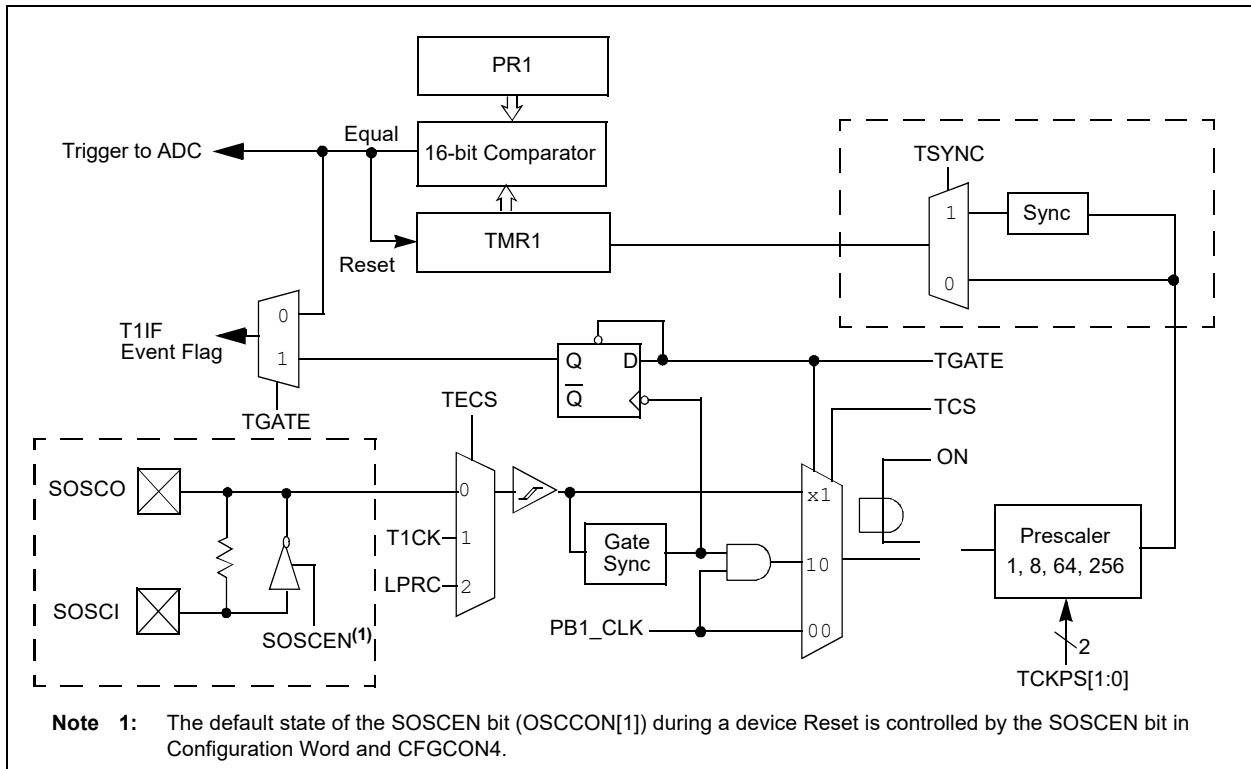 PR1
Equal
Trigger to ADC
16-bit Comparator
TSYNC
1
Sync
TMR1
Reset
0
0
T1IF
Event Flag
1
Q
D
Q
TGATE
TGATE
TECS
TCS
ON
SOSCO
0
x1
T1CK
1
Gate
Sync
10
Prescaler
1, 8, 64, 256
LPRC
2
SOSCI
SOSCEN(1)
PB1_CLK
00
2
TCKPS[1:0]
Note 1: The default state of the SOSCEN bit (OSCCON[1]) during a device Reset is controlled by the SOSCEN bit in
Configuration Word and CFGCON4.